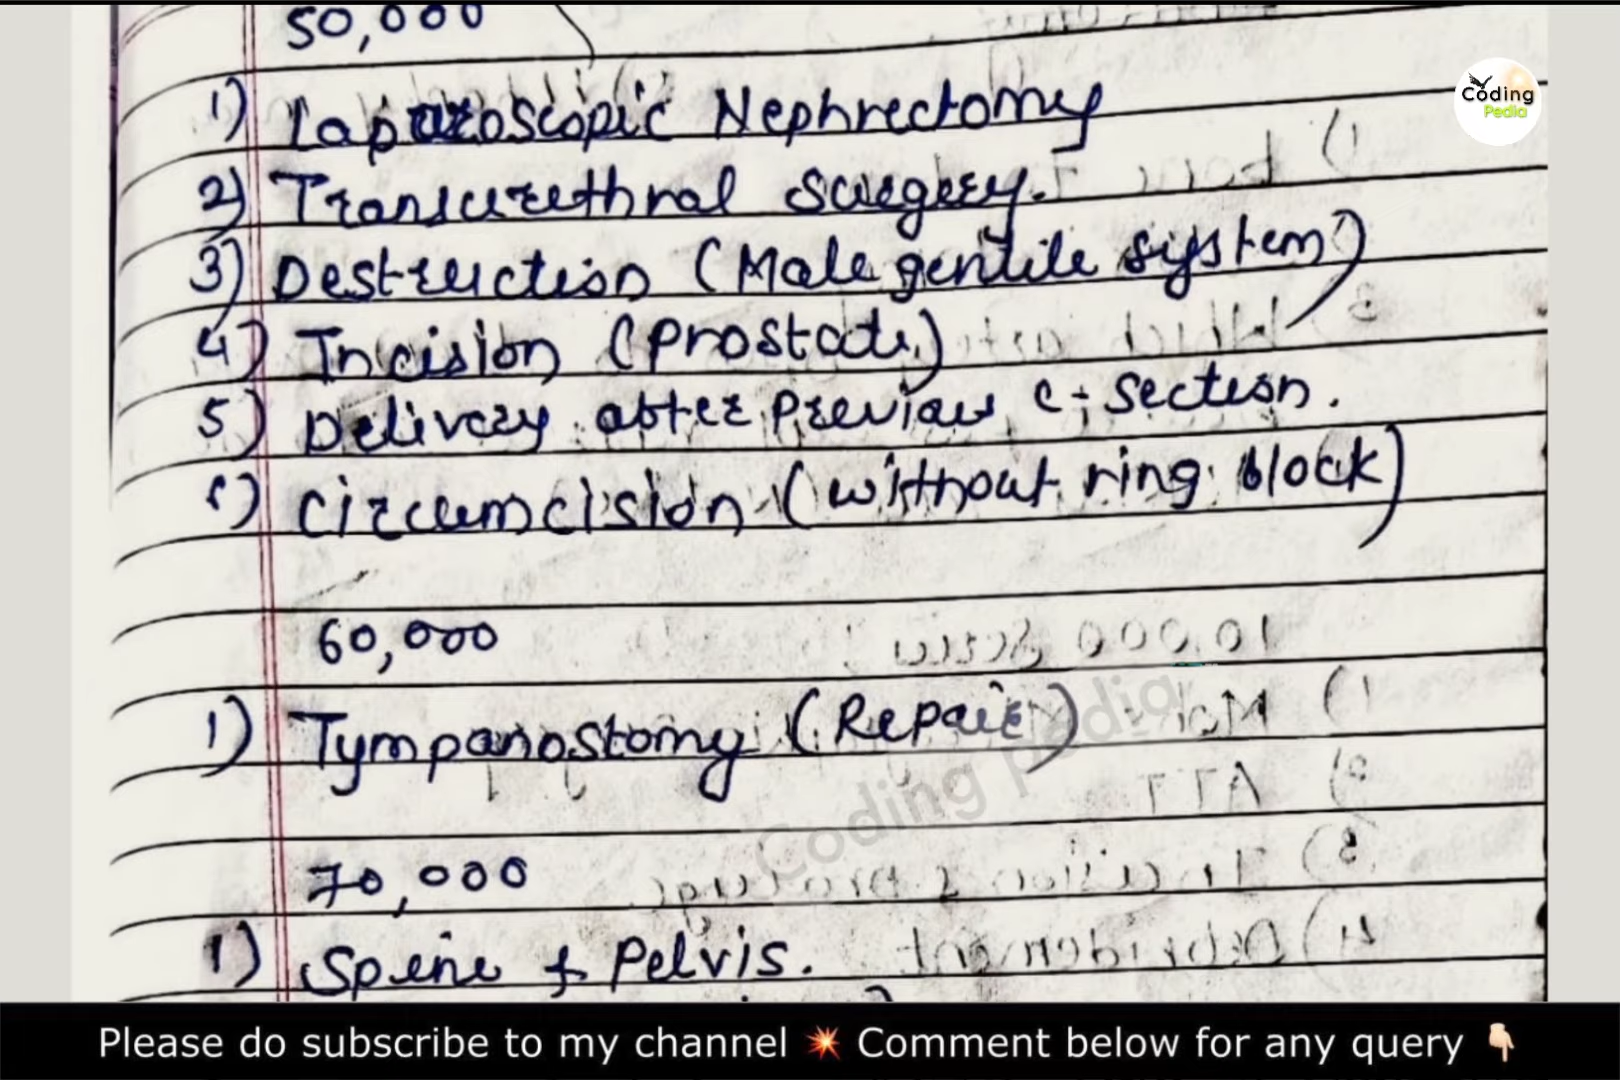 50,000
1) Laparoscopic Nephrectomy
2) Transurethral Surgery.
3) Destruction (Male gentile system)
4) Incision (Prostate)
5) Delivery after Previous C-Section.
) Circumcision (without ring block)
60,000
1) Tympanostomy (Repair)
70,000
1) Spine & Pelvis.
Coding
Pedia
Coding pedia
Please do subscribe to my channel 💥 Comment below for any query 👇🏻